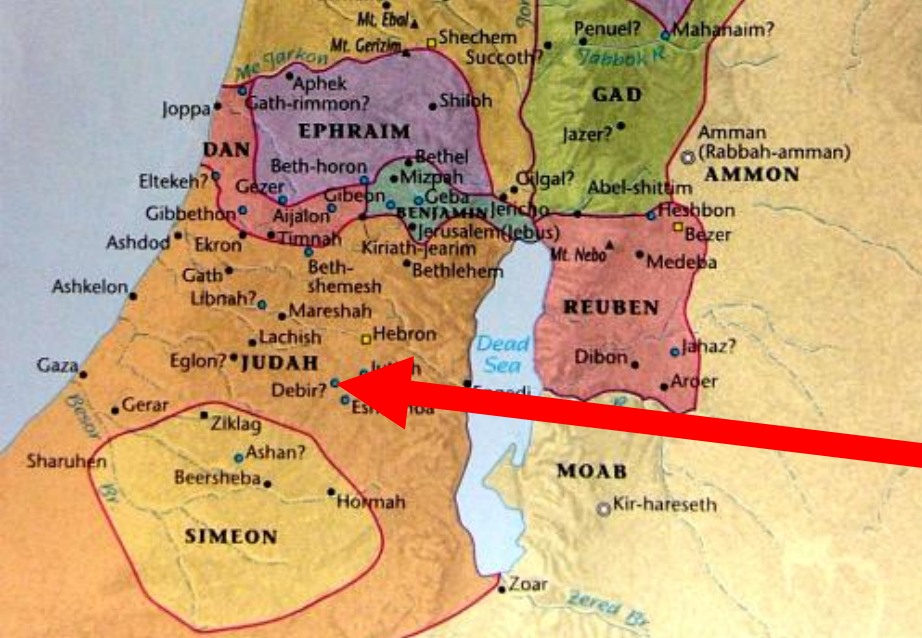 Mt. Ebal
Mt. Gerizim
Shechem
Succoth?
Penuel?
Mahanaim?
Jabbok R.
Me Jarkon
Aphek
Gath-rimmon?
Joppa
Shiloh
EPHRAIM
GAD
Jazer?
Amman
(Rabbah-amman)
AMMON
DAN
Beth-horon
Bethel
Mizpah
Eltekeh?
Gezer
Gibeon
Geba
Gilgal?
Abel-shittim
Gibbethon
Aijalon
BENJAMIN
Jericho
Heshbon
Jerusalem(Jebus)
Bezer
Ashdod
Ekron
Timnah
Kiriath-jearim
Mt. Nebo
Medeba
Gath
Beth-
shemesh
Bethlehem
Ashkelon
Libnah?
Mareshah
REUBEN
Lachish
Hebron
Dead
Sea
Jahaz?
Gaza
Eglon?
JUDAH
Dibon
Debir?
Aroer
Besor
Br.
Gerar
Ziklag
Sharuhen
Ashan?
Beersheba
Hormah
MOAB
Kir-hareseth
SIMEON
Zoar
Zered Br.